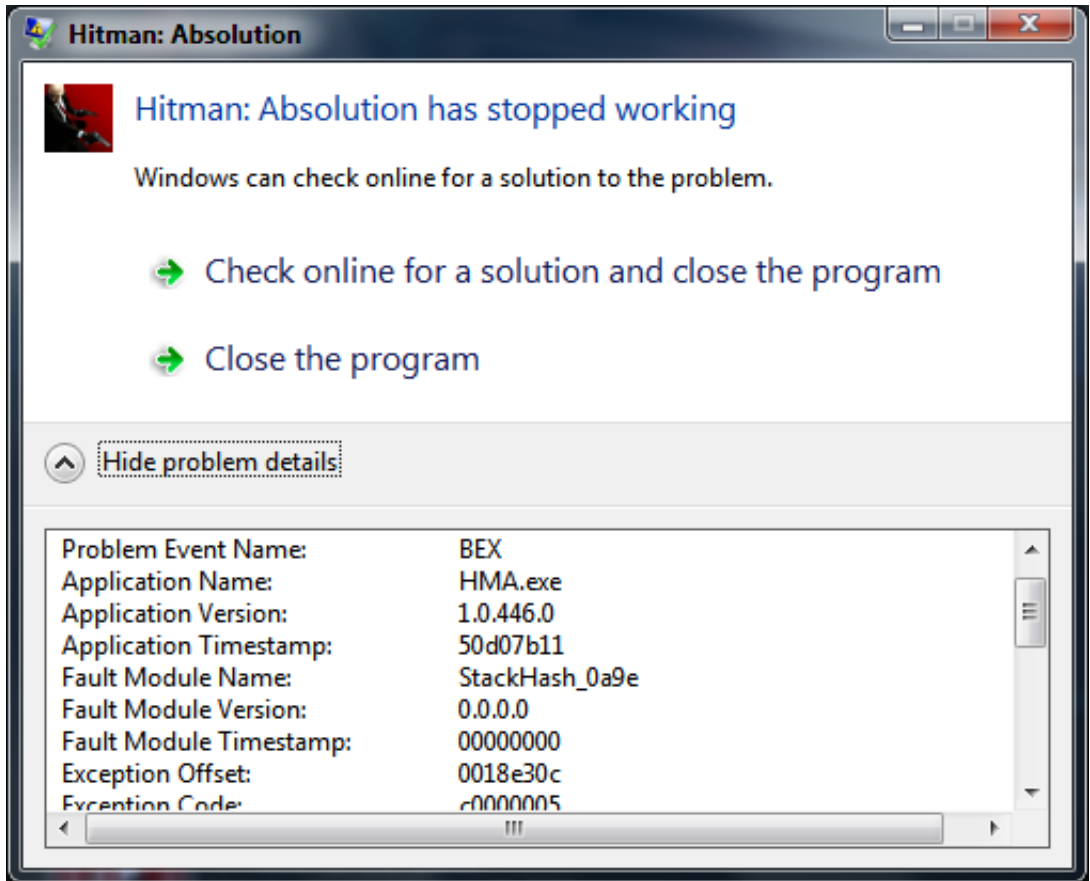 Hitman: Absolution
Hitman: Absolution has stopped working
Windows can check online for a solution to the problem.
Check online for a solution and close the program
Close the program
Hide problem details
Problem Event Name: BEX
Application Name: HMA.exe
Application Version: 1.0.446.0
Application Timestamp: 50d07b11
Fault Module Name: StackHash_0a9e
Fault Module Version: 0.0.0.0
Fault Module Timestamp: 00000000
Exception Offset: 0018e30c
Exception Code: c0000005